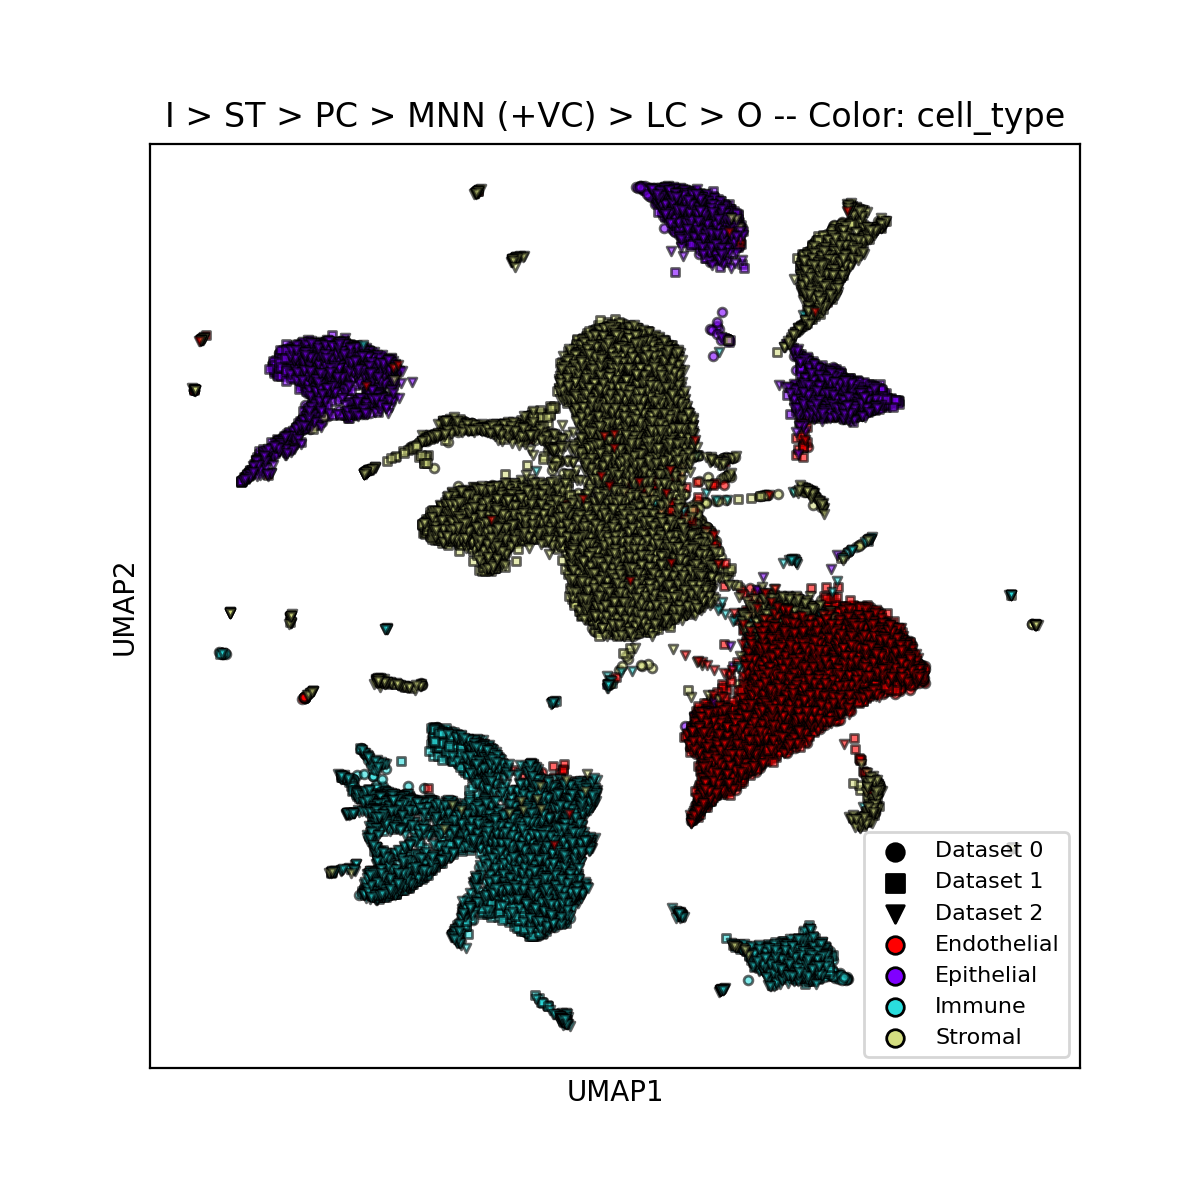 I > ST > PC > MNN (+VC) > LC > O -- Color: cell_type
UMAP2
Dataset 0
Dataset 1
Dataset 2
Endothelial
Epithelial
Immune
Stromal
UMAP1